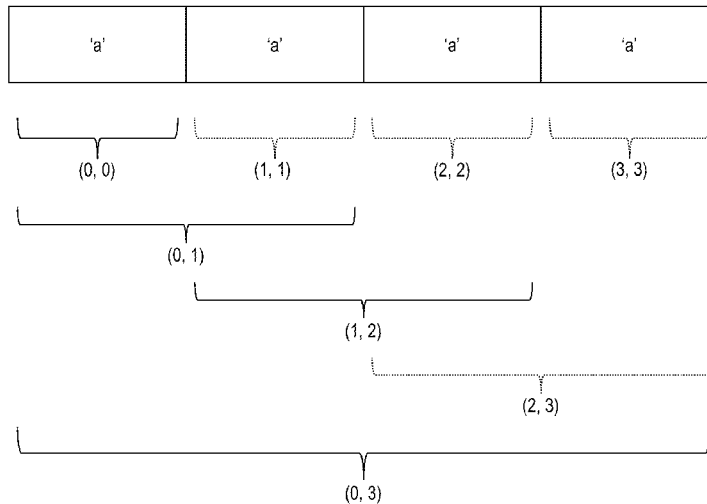 ‘a’ ‘a’ ‘a’ ‘a’
(0, 0) (1, 1) (2, 2) (3, 3)
(0, 1)
(1, 2)
(2, 3)
(0, 3)